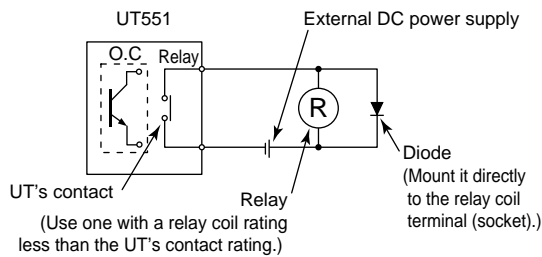 UT551
External DC power supply
O.C
Relay
R
Diode
(Mount it directly
to the relay coil
terminal (socket).)
UT's contact
Relay
(Use one with a relay coil rating
less than the UT's contact rating.)